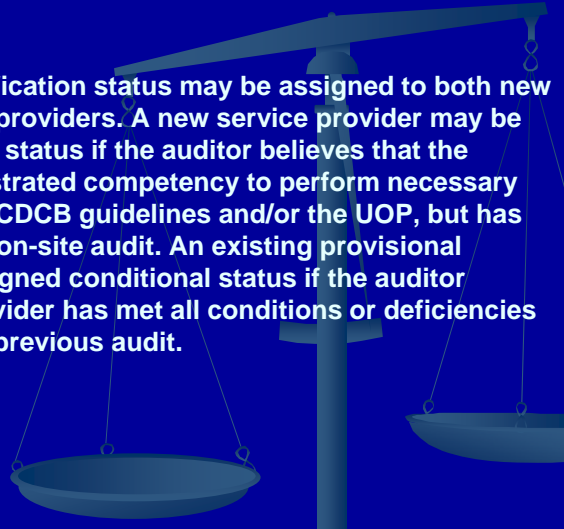 ication status may be assigned to both new
providers. A new service provider may be
status if the auditor believes that the
strated competency to perform necessary
CDCB guidelines and/or the UOP, but has
on-site audit. An existing provisional
gned conditional status if the auditor
vider has met all conditions or deficiencies
previous audit.